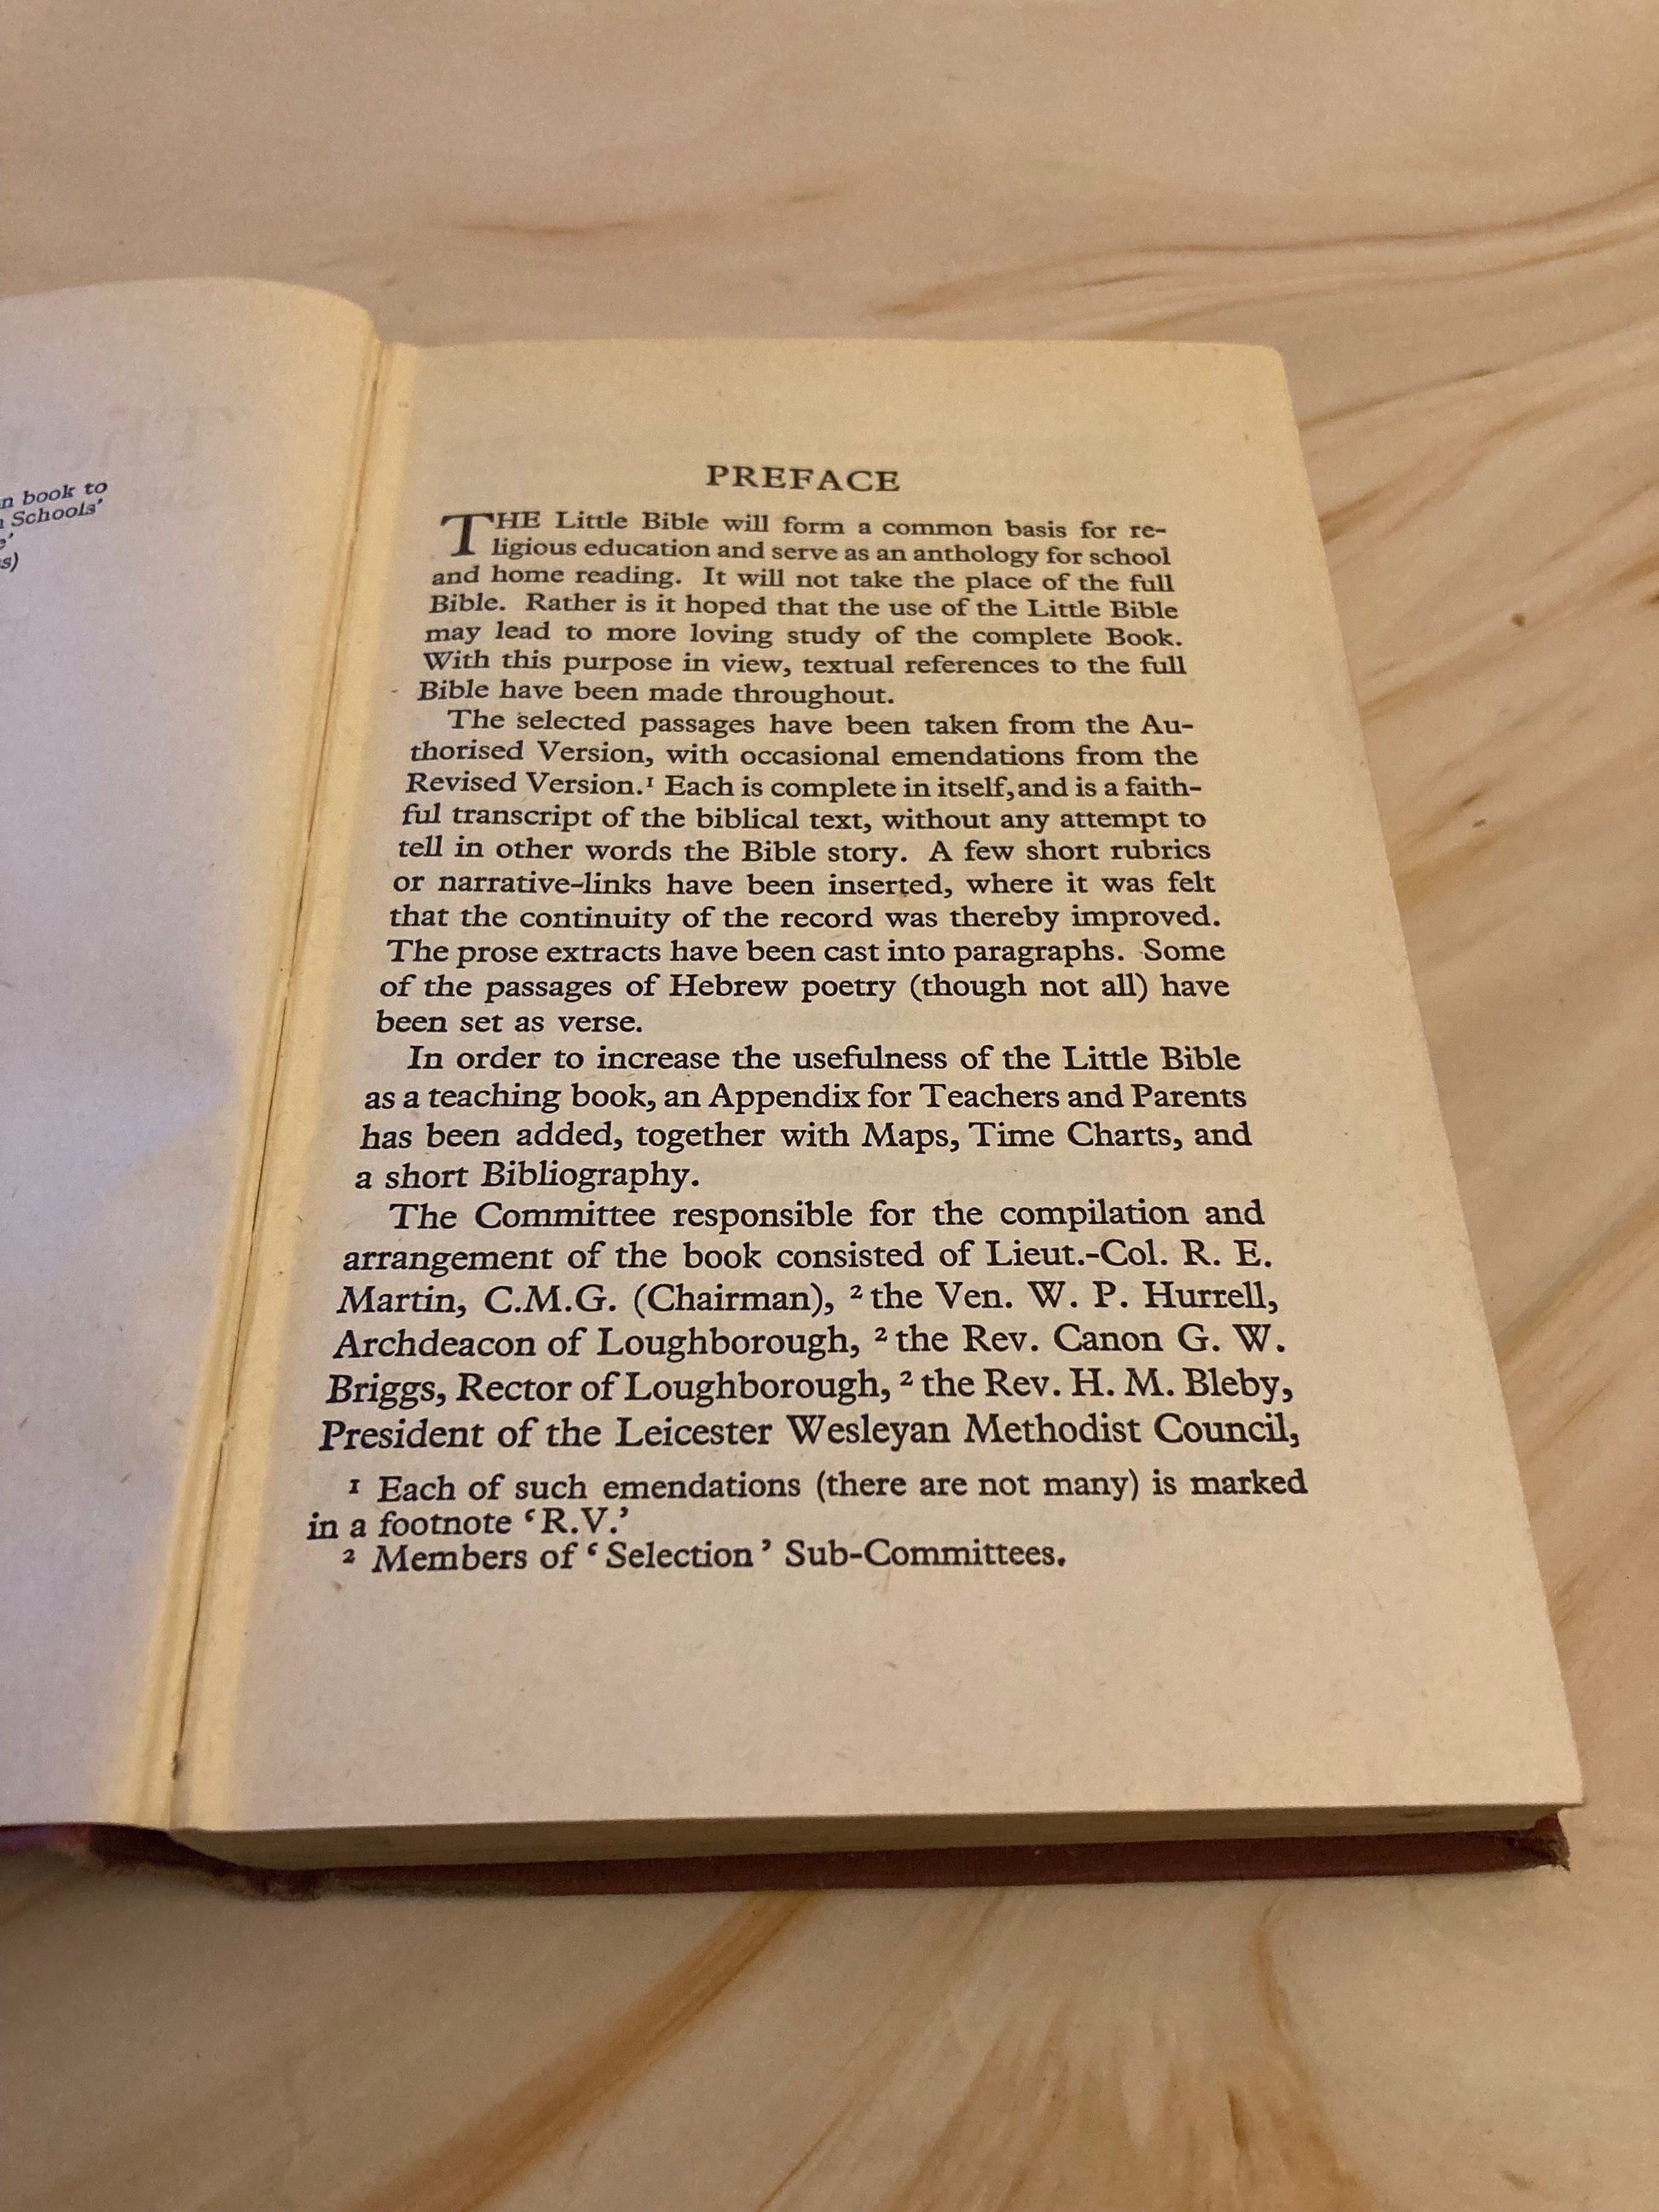 n book to
Schools'
s)
PREFACE
THE Little Bible will form a common basis for re-
ligious education and serve as an anthology for school
and home reading. It will not take the place of the full
Bible. Rather is it hoped that the use of the Little Bible
may lead to more loving study of the complete Book.
With this purpose in view, textual references to the full
Bible have been made throughout.
The selected passages have been taken from the Au-
thorised Version, with occasional emendations from the
Revised Version.¹ Each is complete in itself, and is a faith-
ful transcript of the biblical text, without any attempt to
tell in other words the Bible story. A few short rubrics
or narrative-links have been inserted, where it was felt
that the continuity of the record was thereby improved.
The prose extracts have been cast into paragraphs. Some
of the passages of Hebrew poetry (though not all) have
been set as verse.
In order to increase the usefulness of the Little Bible
as a teaching book, an Appendix for Teachers and Parents
has been added, together with Maps, Time Charts, and
a short Bibliography.
The Committee responsible for the compilation and
arrangement of the book consisted of Lieut.-Col. R. E.
Martin, C.M.G. (Chairman), ² the Ven. W. P. Hurrell,
Archdeacon of Loughborough, ² the Rev. Canon G. W.
Briggs, Rector of Loughborough, ² the Rev. H. M. Bleby,
President of the Leicester Wesleyan Methodist Council,
¹ Each of such emendations (there are not many) is marked
in a footnote ‘R.V.’
² Members of ‘Selection’ Sub-Committees.